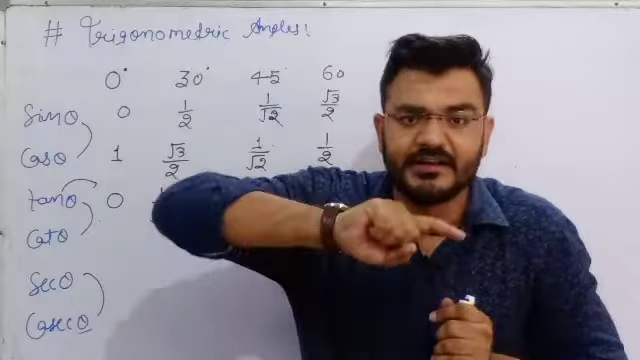 # Trigonometric Angles:
0° 30° 45 60
Sinθ 0 1/2 1/√2 √3/2
Cosθ 1 √3/2 1/√2 1/2
tanθ 0
Cotθ
Secθ
Cosecθ